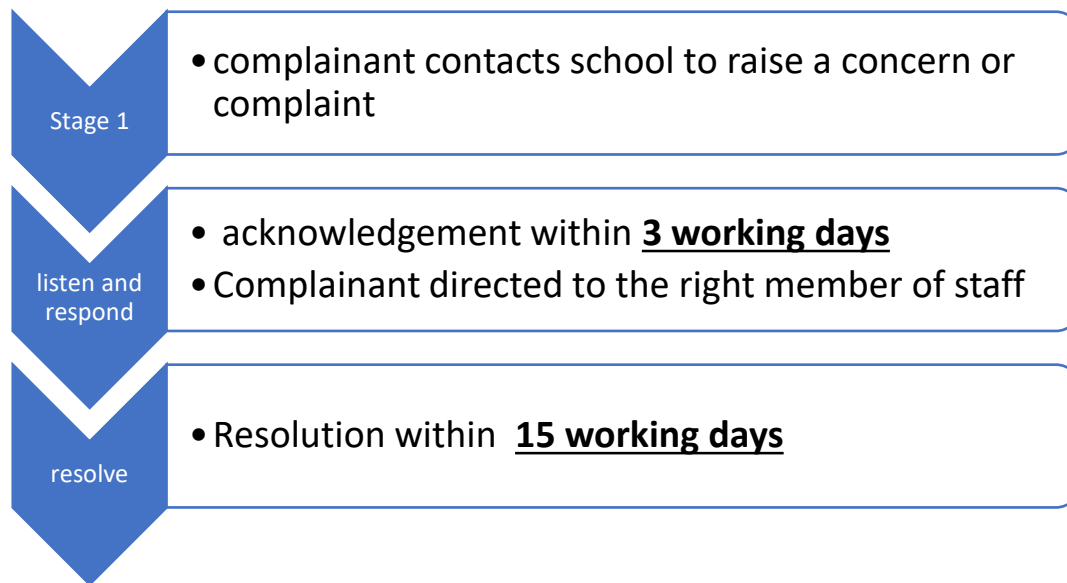 Stage 1
• complainant contacts school to raise a concern or
complaint
listen and
respond
• acknowledgement within 3 working days
• Complainant directed to the right member of staff
resolve
• Resolution within 15 working days